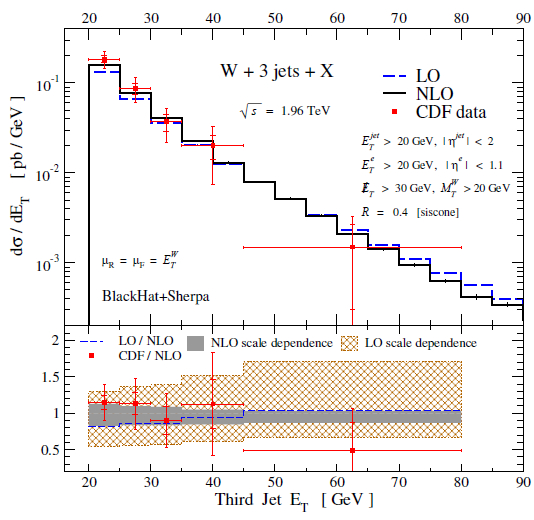 20 30 40 50 60 70 80 90
W + 3 jets + X
√s = 1.96 TeV
LO
NLO
CDF data
E_T^jet > 20 GeV, | η^jet | < 2
E_T^e > 20 GeV, | η^e | < 1.1
E̸_T > 30 GeV, M_T^W > 20 GeV
R = 0.4 [siscone]
10^-1
10^-2
10^-3
dσ / dE_T [ pb / GeV ]
μ_R = μ_F = E_T^W
BlackHat+Sherpa
LO / NLO
CDF / NLO
NLO scale dependence
LO scale dependence
2
1.5
1
0.5
20 30 40 50 60 70 80 90
Third Jet E_T [ GeV ]